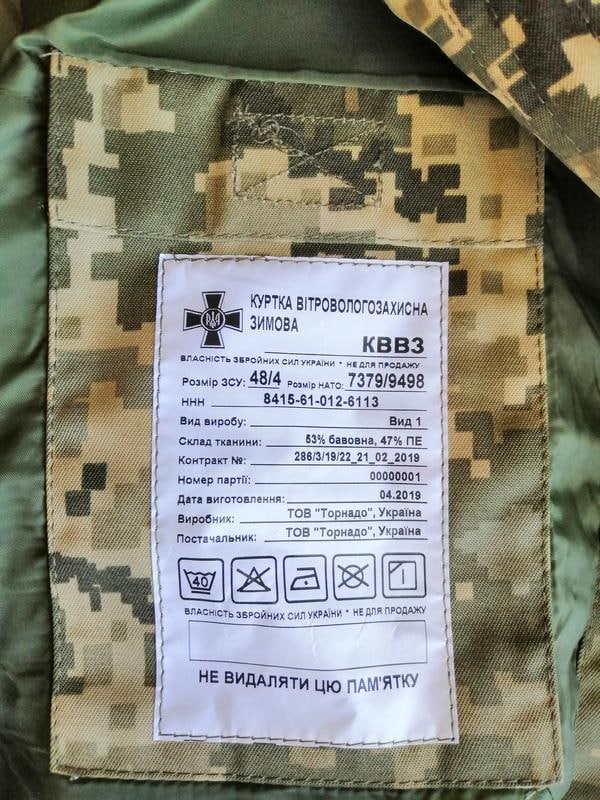 КУРТКА ВІТРОВОЛОГОЗАХИСНА
ЗИМОВА
КВВЗ
ВЛАСНІСТЬ ЗБРОЙНИХ СИЛ УКРАЇНИ * НЕ ДЛЯ ПРОДАЖУ
Розмір ЗСУ: 48/4 Розмір НАТО: 7379/9498
ННН 8415-61-012-6113
Вид виробу: Вид 1
Склад тканини: 53% бавовна, 47% ПЕ
Контракт №: 286/3/19/22_21_02_2019
Номер партії: 00000001
Дата виготовлення: 04.2019
Виробник: ТОВ "Торнадо", Україна
Постачальник: ТОВ "Торнадо", Україна
40
ВЛАСНІСТЬ ЗБРОЙНИХ СИЛ УКРАЇНИ * НЕ ДЛЯ ПРОДАЖУ
НЕ ВИДАЛЯТИ ЦЮ ПАМ'ЯТКУ